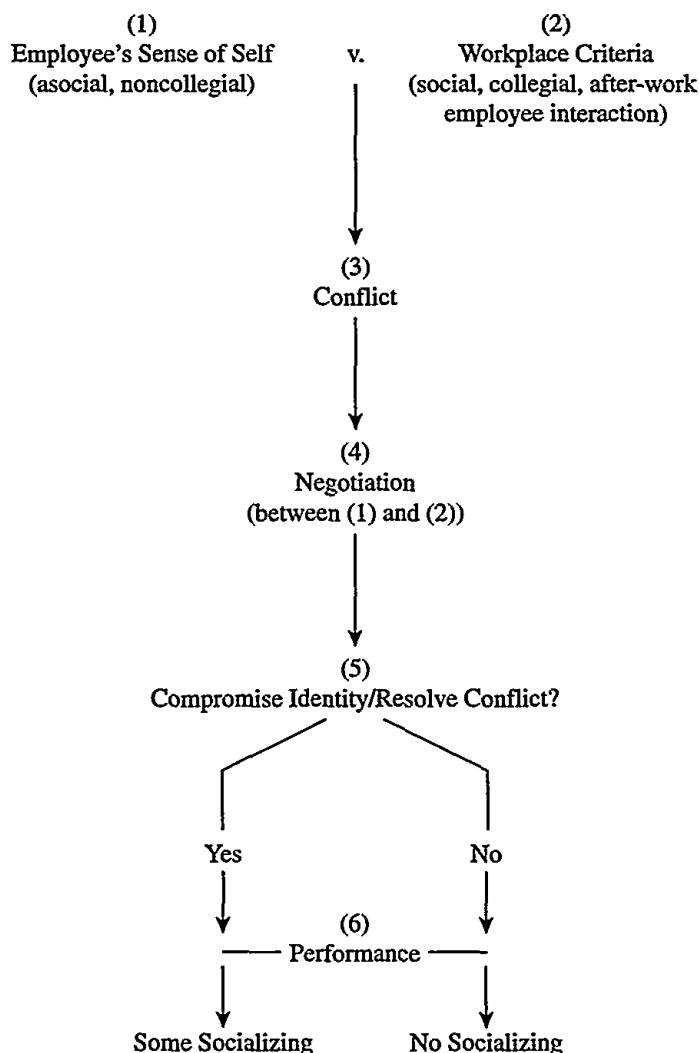 (1)
Employee's Sense of Self
(asocial, noncollegial)
v.
(2)
Workplace Criteria
(social, collegial, after-work
employee interaction)
(3)
Conflict
(4)
Negotiation
(between (1) and (2))
(5)
Compromise Identity/Resolve Conflict?
Yes
No
(6)
Performance
Some Socializing
No Socializing